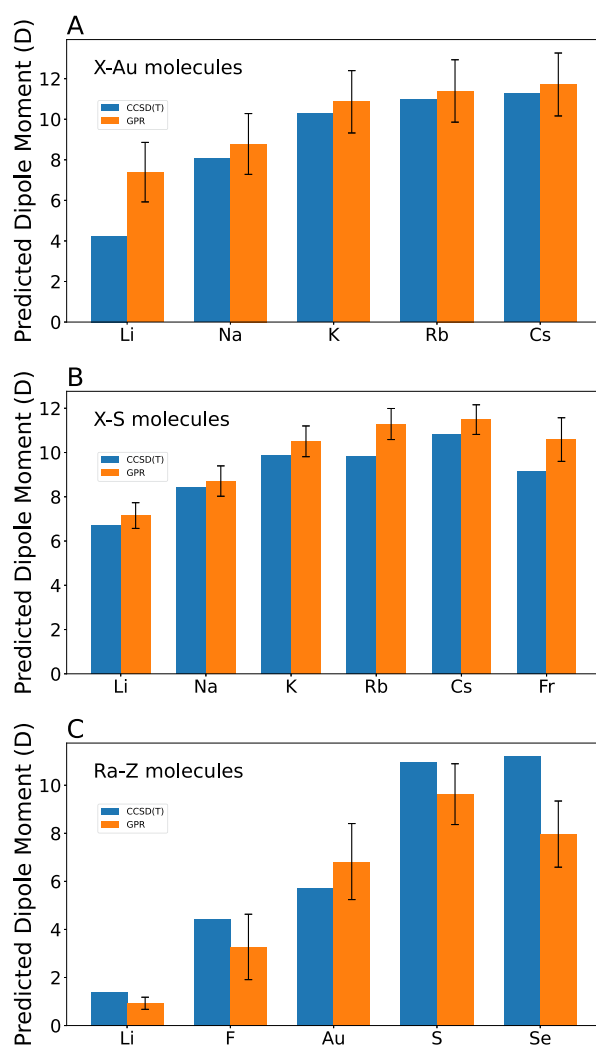 A
Predicted Dipole Moment (D)
X-Au molecules
CCSD(T)
GPR
12
10
8
6
4
2
0
Li Na K Rb Cs
B
Predicted Dipole Moment (D)
X-S molecules
CCSD(T)
GPR
12
10
8
6
4
2
0
Li Na K Rb Cs Fr
C
Predicted Dipole Moment (D)
Ra-Z molecules
CCSD(T)
GPR
10
8
6
4
2
0
Li F Au S Se